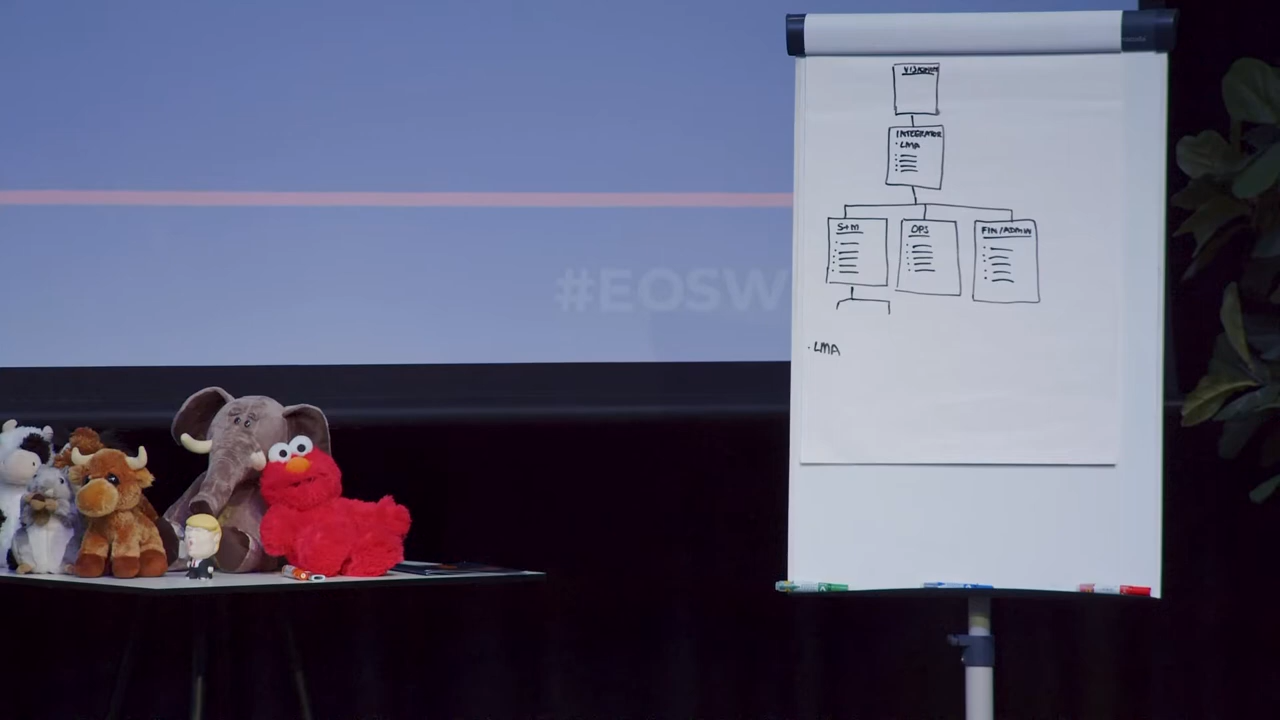 VISIONARY
INTEGRATOR
· LMA
S+M
OPS
FIN/ADMIN
#EOSW
· LMA